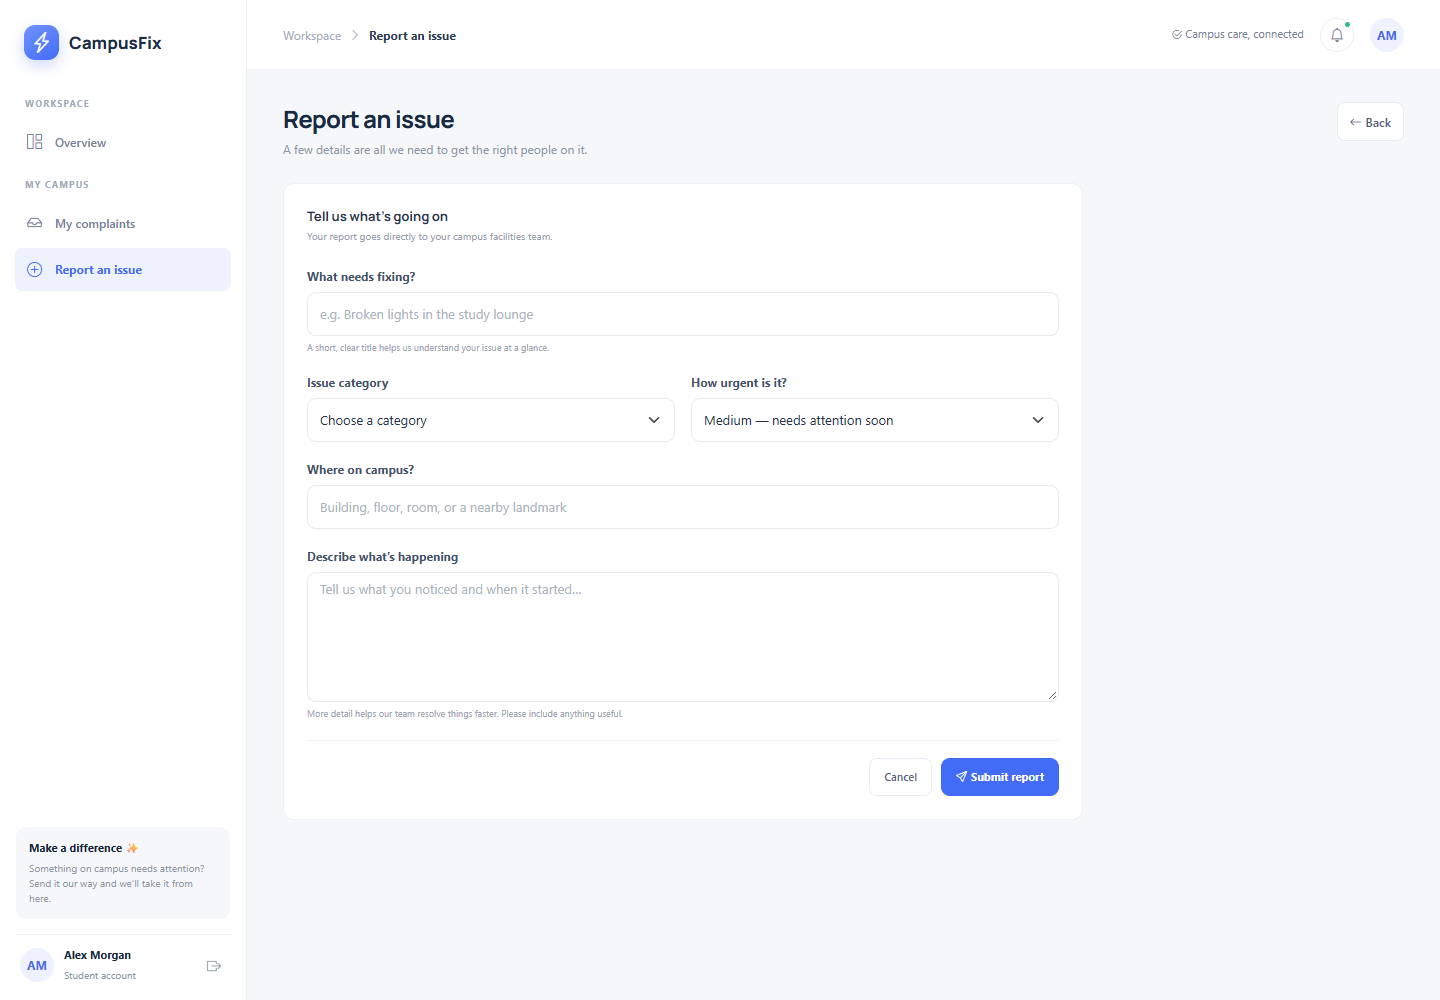 CampusFix
WORKSPACE
Overview
MY CAMPUS
My complaints
Report an issue
Make a difference ✨
Something on campus needs attention?
Send it our way and we'll take it from
here.
AM
Alex Morgan
Student account
Workspace
Report an issue
Campus care, connected
AM
Report an issue
A few details are all we need to get the right people on it.
Back
Tell us what's going on
Your report goes directly to your campus facilities team.
What needs fixing?
e.g. Broken lights in the study lounge
A short, clear title helps us understand your issue at a glance.
Issue category
How urgent is it?
Choose a category
Medium — needs attention soon
Where on campus?
Building, floor, room, or a nearby landmark
Describe what's happening
Tell us what you noticed and when it started...
More detail helps our team resolve things faster. Please include anything useful.
Cancel
Submit report